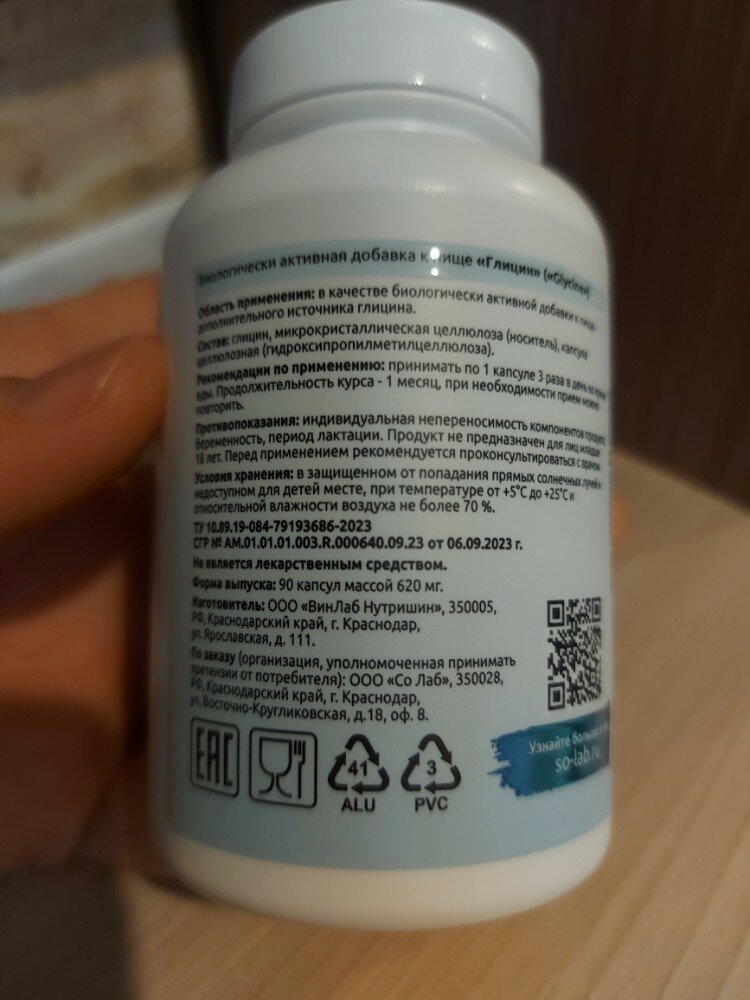 Биологически активная добавка к пище «Глицин» («Glycine»)
Область применения: в качестве биологически активной добавки к пище -
дополнительного источника глицина.
Состав: глицин, микрокристаллическая целлюлоза (носитель), капсула
целлюлозная (гидроксипропилметилцеллюлоза).
Рекомендации по применению: принимать по 1 капсуле 3 раза в день во время
еды. Продолжительность курса - 1 месяц, при необходимости прием можно
повторить.
Противопоказания: индивидуальная непереносимость компонентов продукта,
беременность, период лактации. Продукт не предназначен для лиц младше
18 лет. Перед применением рекомендуется проконсультироваться с врачом.
Условия хранения: в защищенном от попадания прямых солнечных лучей и
недоступном для детей месте, при температуре от +5°C до +25°C и
относительной влажности воздуха не более 70 %.
ТУ 10.89.19-084-79193686-2023
СГР № AM.01.01.01.003.R.000640.09.23 от 06.09.2023 г.
Не является лекарственным средством.
Форма выпуска: 90 капсул массой 620 мг.
Изготовитель: ООО «ВинЛаб Нутришин», 350005,
РФ, Краснодарский край, г. Краснодар,
ул. Ярославская, д. 111.
По заказу (организация, уполномоченная принимать
претензии от потребителя): ООО «Со Лаб», 350028,
РФ, Краснодарский край, г. Краснодар,
ул. Восточно-Кругликовская, д.18, оф. 8.
EAC
41
ALU
3
PVC
Узнайте больше
so-lab.ru